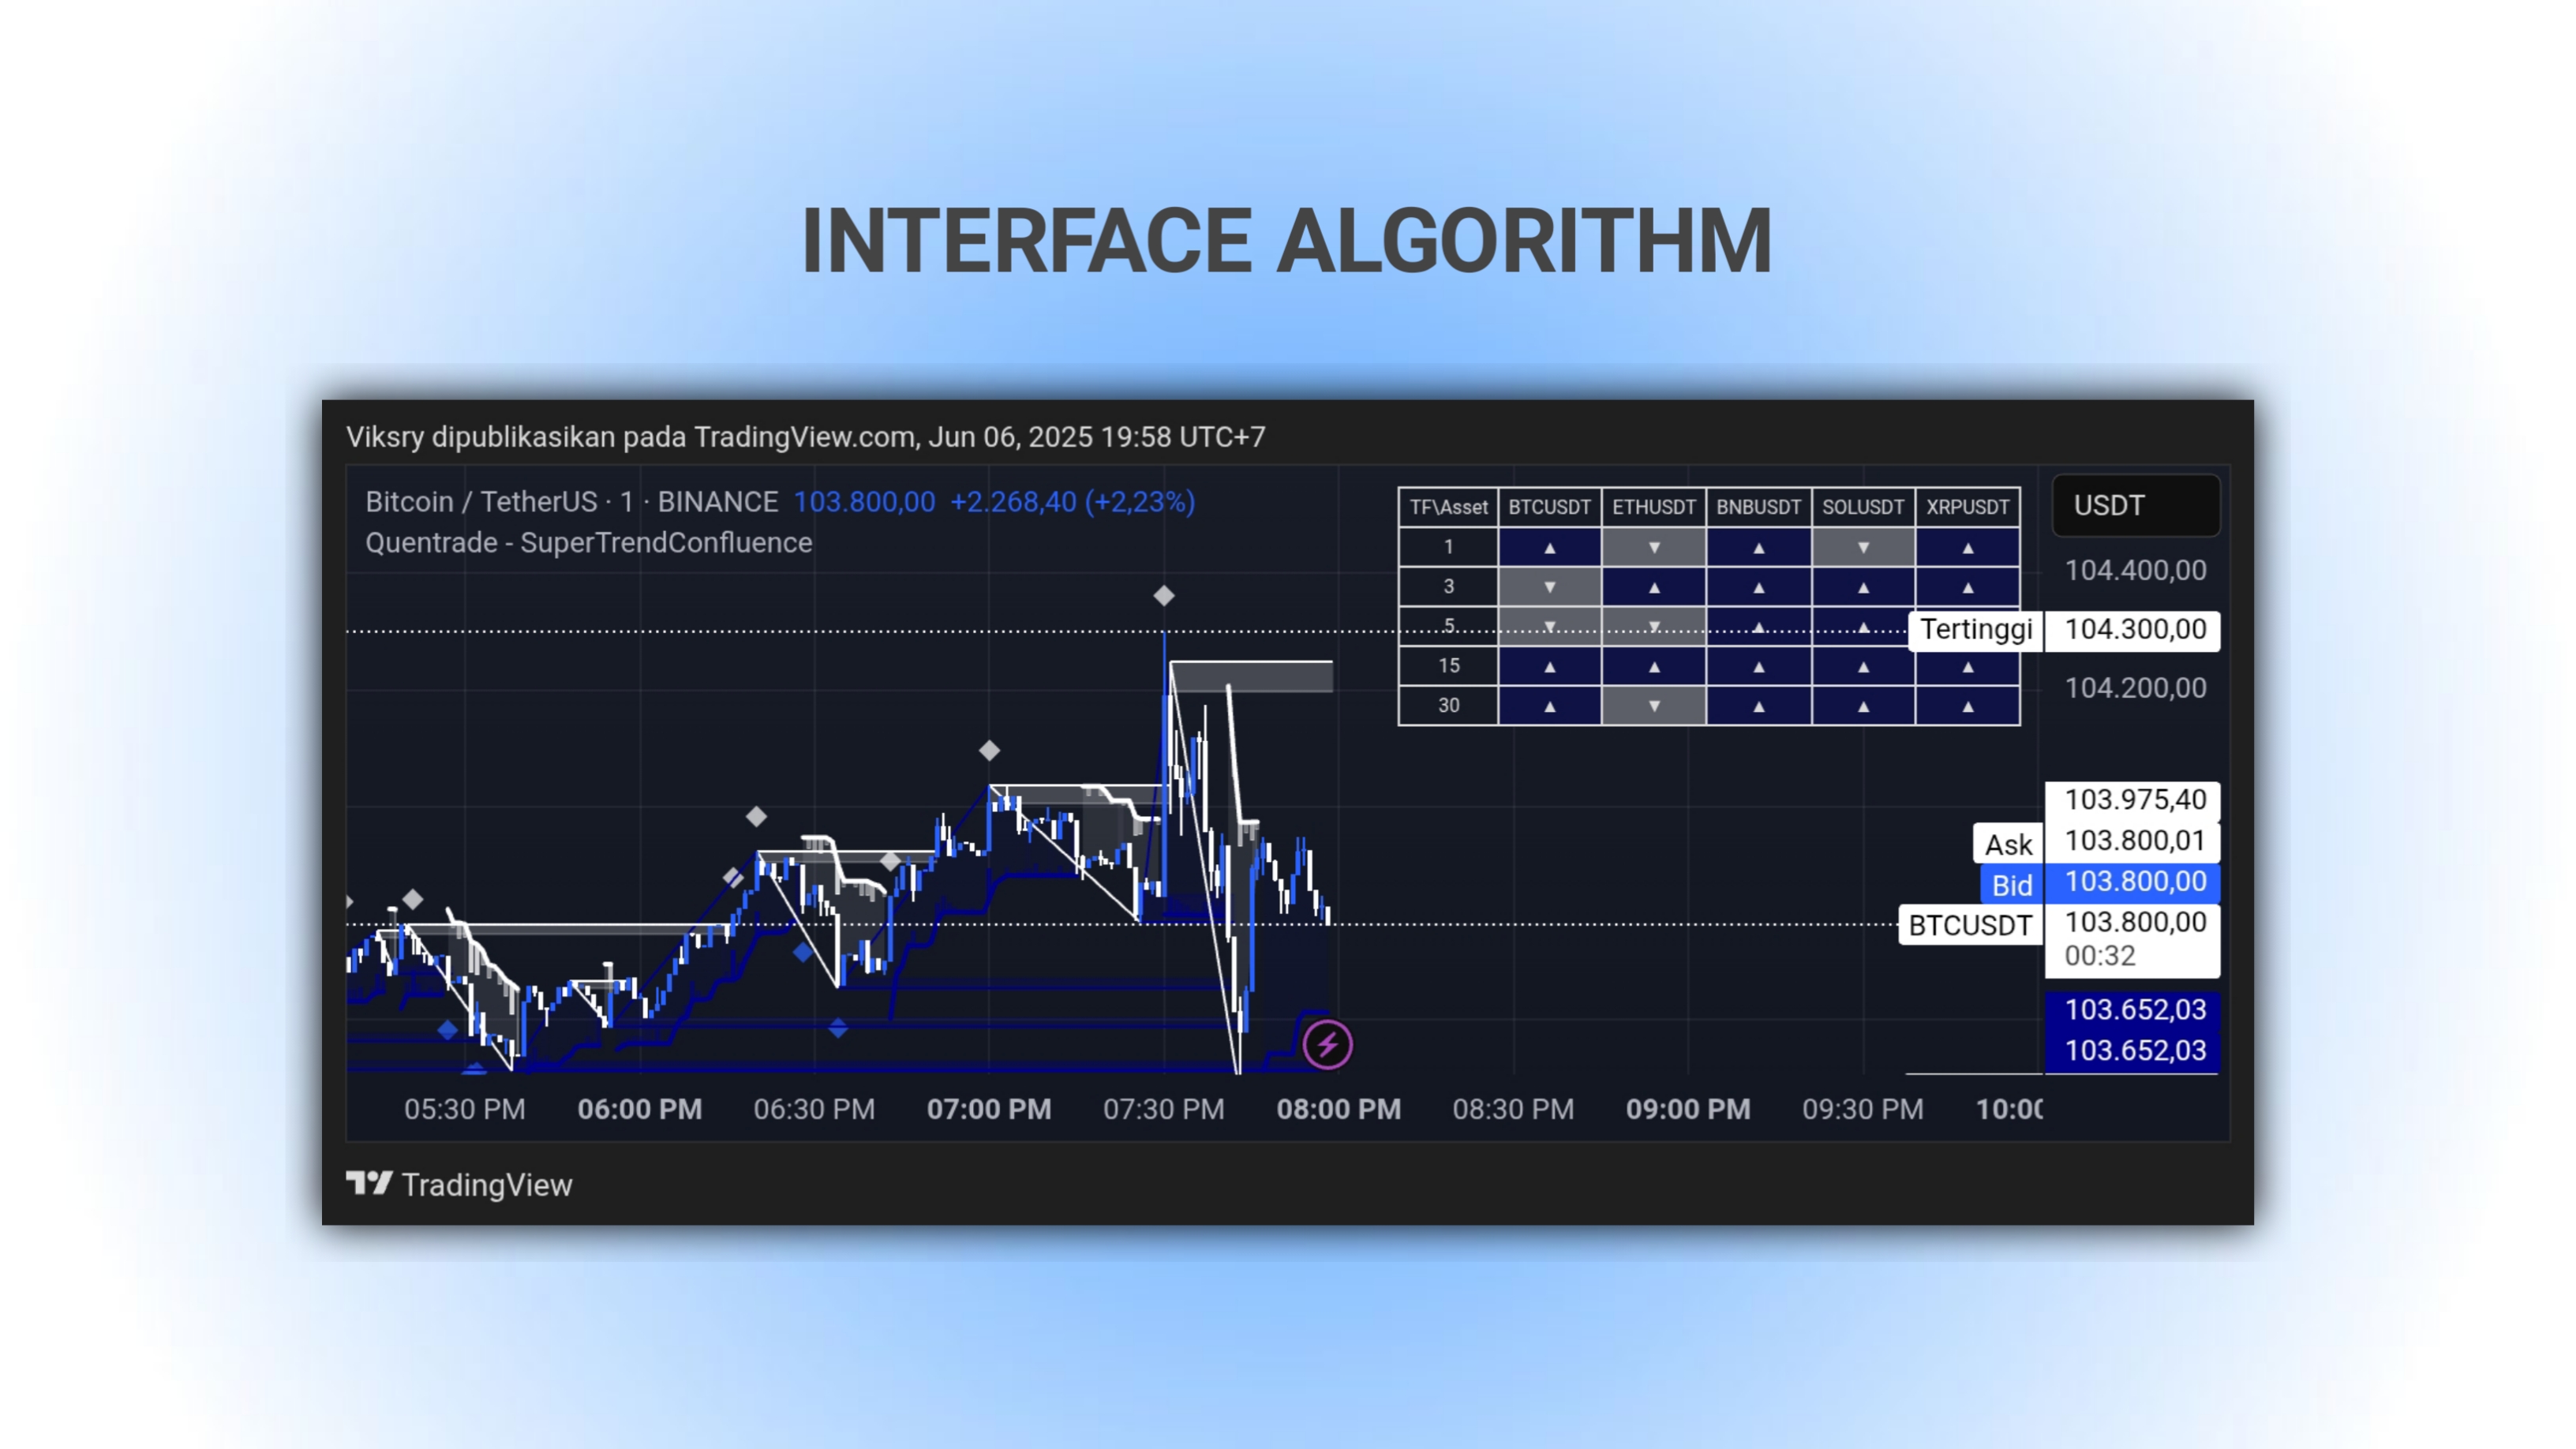 INTERFACE ALGORITHM
Viksry dipublikasikan pada TradingView.com, Jun 06, 2025 19:58 UTC+7
Bitcoin / TetherUS · 1 · BINANCE 103.800,00 +2.268,40 (+2,23%)
Quentrade - SuperTrendConfluence
TF\Asset BTCUSDT ETHUSDT BNBUSDT SOLUSDT XRPUSDT
1 ▲ ▼ ▲ ▼ ▲
3 ▼ ▲ ▲ ▲ ▲
5 ▼ ▼ ▲ ▲
15 ▲ ▲ ▲ ▲ ▲
30 ▲ ▼ ▲ ▲ ▲
USDT
104.400,00
Tertinggi 104.300,00
104.200,00
103.975,40
Ask 103.800,01
Bid 103.800,00
BTCUSDT 103.800,00
00:32
103.652,03
103.652,03
05:30 PM 06:00 PM 06:30 PM 07:00 PM 07:30 PM 08:00 PM 08:30 PM 09:00 PM 09:30 PM
TradingView